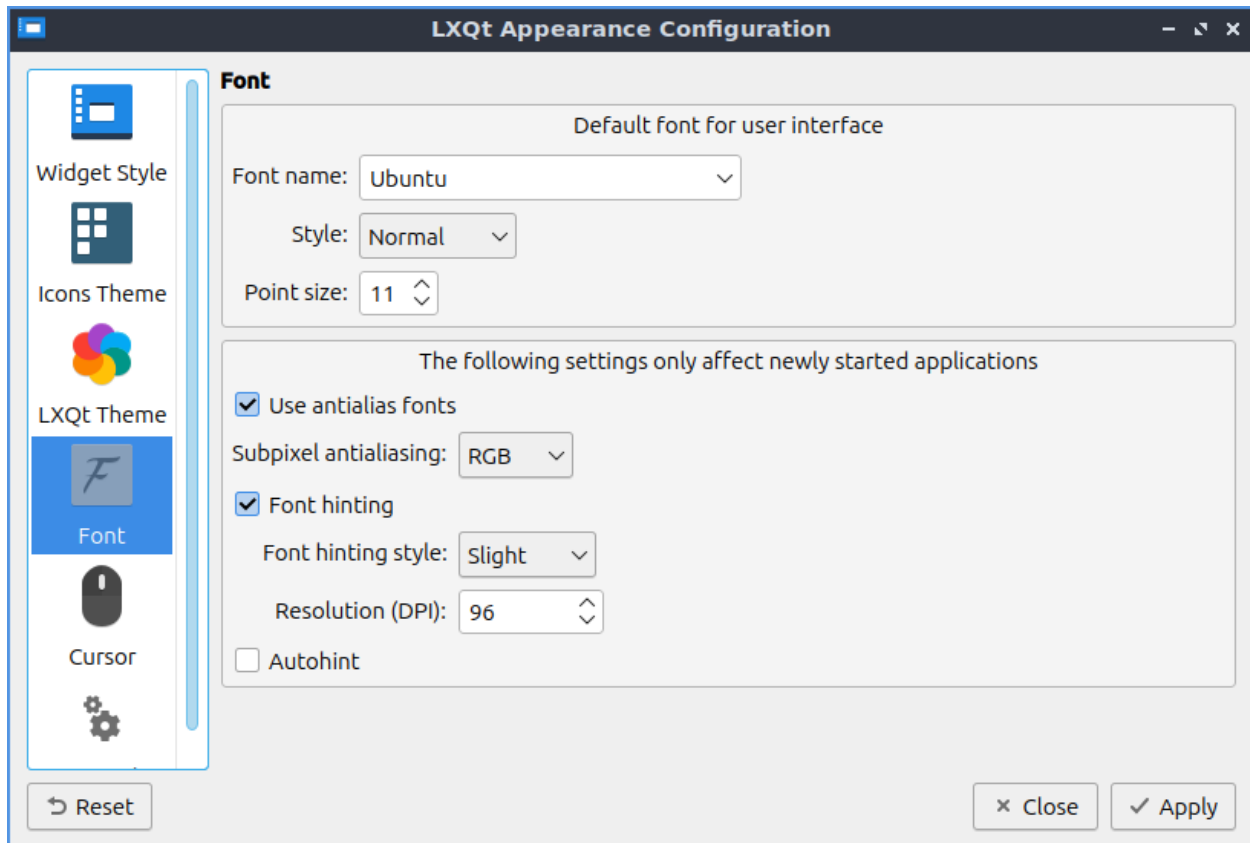 LXQt Appearance Configuration
Widget Style
Icons Theme
LXQt Theme
Font
Cursor
Font
Default font for user interface
Font name: Ubuntu
Style: Normal
Point size: 11
The following settings only affect newly started applications
Use antialias fonts
Subpixel antialiasing: RGB
Font hinting
Font hinting style: Slight
Resolution (DPI): 96
Autohint
Reset
Close
Apply